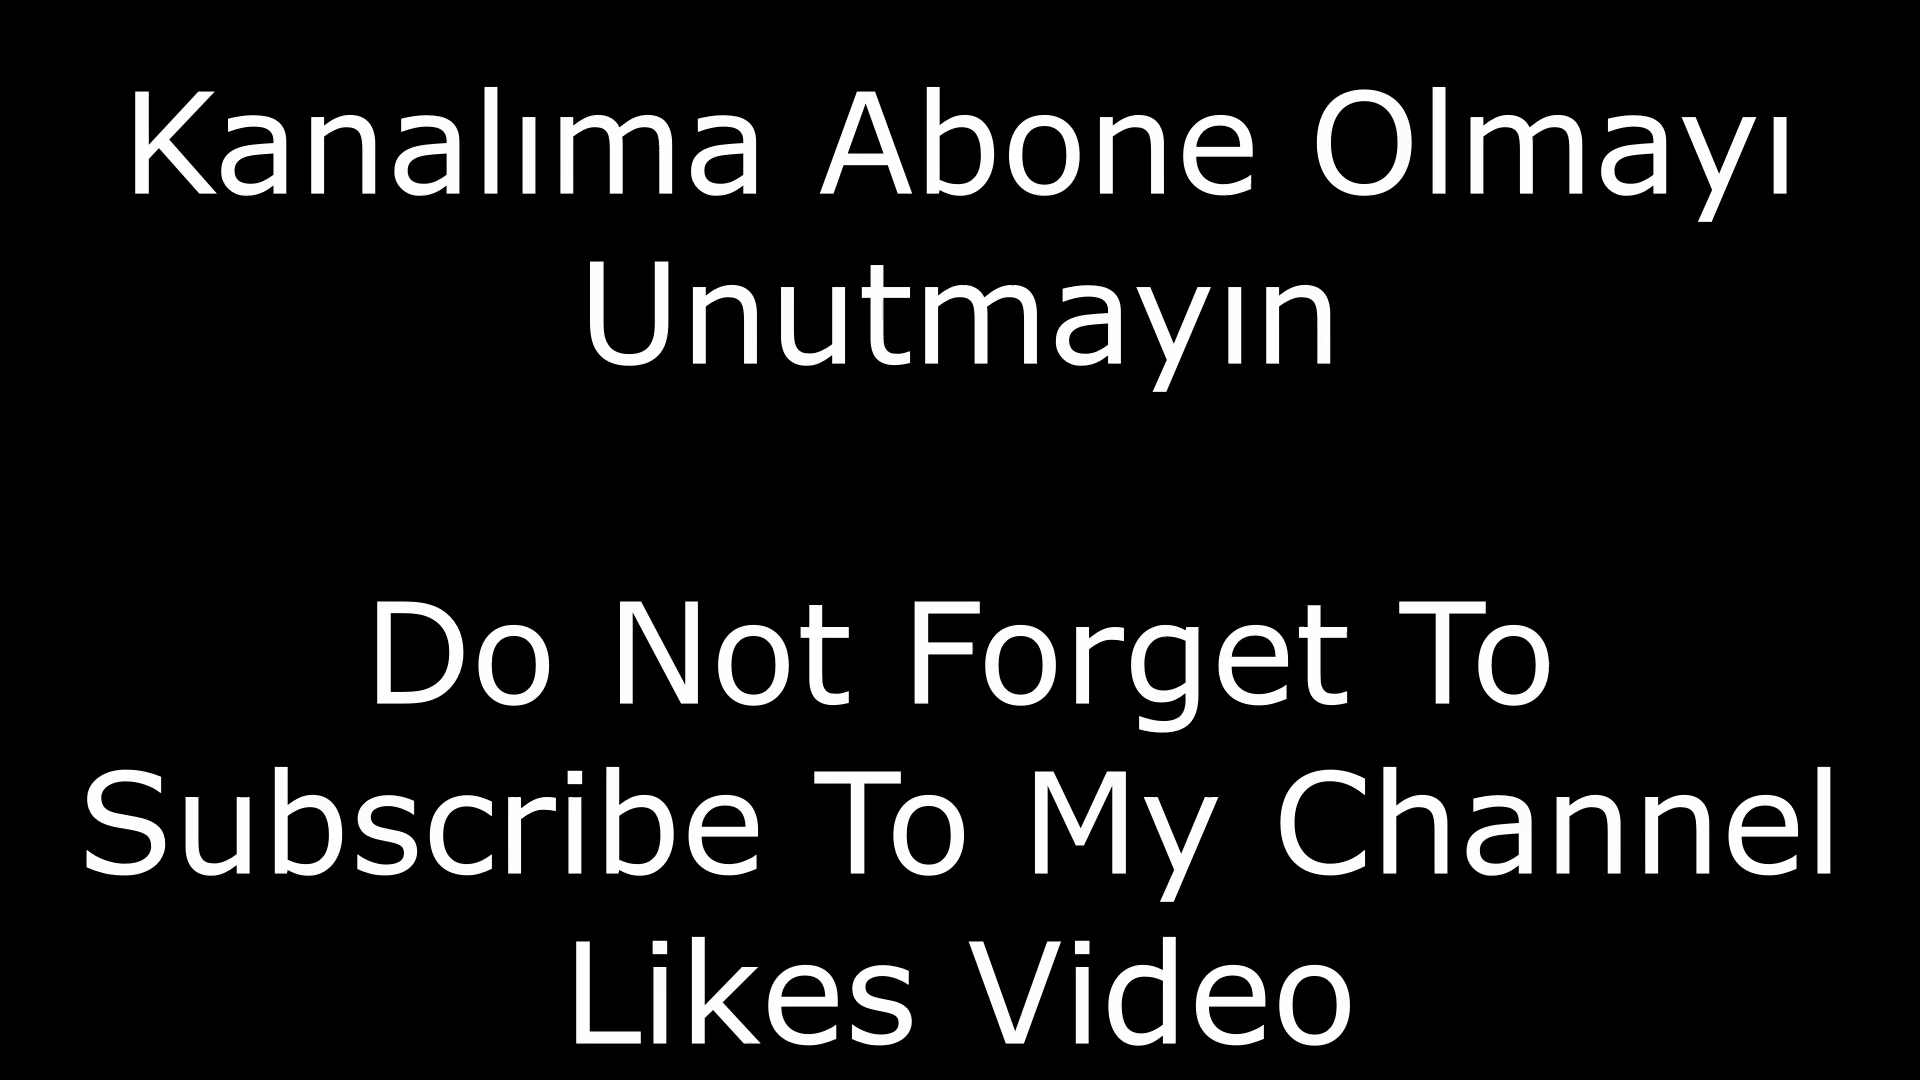 Kanalıma Abone Olmayı
Unutmayın
Do Not Forget To
Subscribe To My Channel
Likes Video